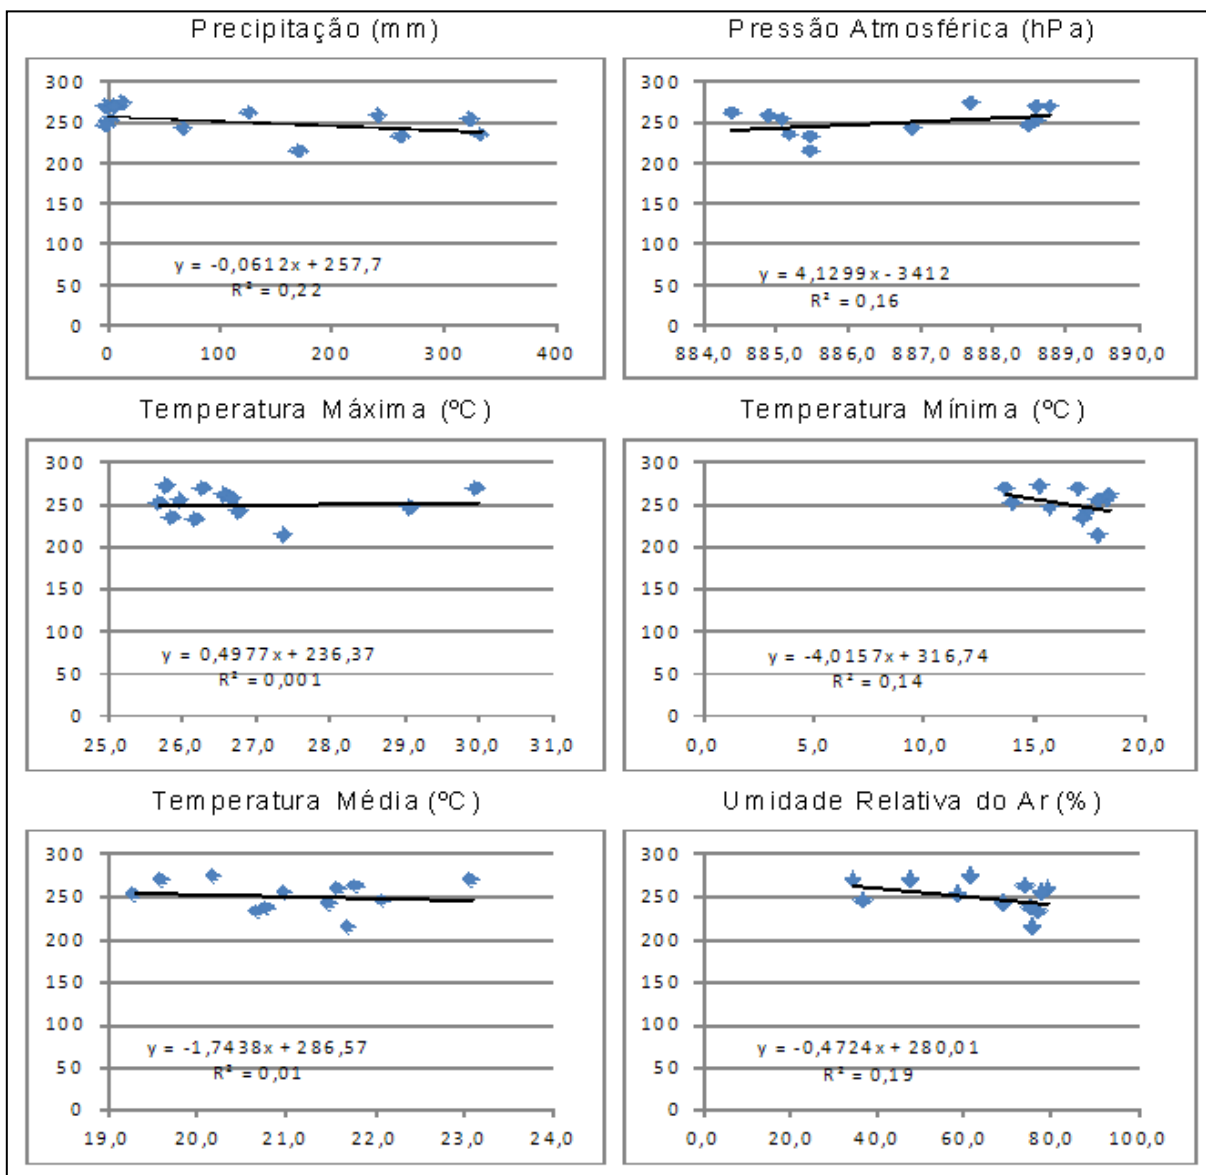 Precipitação (mm)
300
250
200
150
100
50
0
y = -0,0612x + 257,7
R² = 0,22
0 100 200 300 400
Pressão Atmosférica (hPa)
300
250
200
150
100
50
0
y = 4,1299x - 3412
R² = 0,16
884,0 885,0 886,0 887,0 888,0 889,0 890,0
Temperatura Máxima (ºC)
300
250
200
150
100
50
0
y = 0,4977x + 236,37
R² = 0,001
25,0 26,0 27,0 28,0 29,0 30,0 31,0
Temperatura Mínima (ºC)
300
250
200
150
100
50
0
y = -4,0157x + 316,74
R² = 0,14
0,0 5,0 10,0 15,0 20,0
Temperatura Média (ºC)
300
250
200
150
100
50
0
y = -1,7438x + 286,57
R² = 0,01
19,0 20,0 21,0 22,0 23,0 24,0
Umidade Relativa do Ar (%)
300
250
200
150
100
50
0
y = -0,4724x + 280,01
R² = 0,19
0,0 20,0 40,0 60,0 80,0 100,0